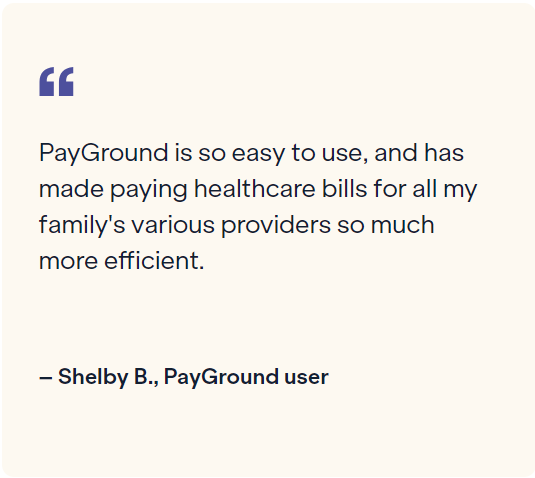 “
PayGround is so easy to use, and has
made paying healthcare bills for all my
family's various providers so much
more efficient.
– Shelby B., PayGround user